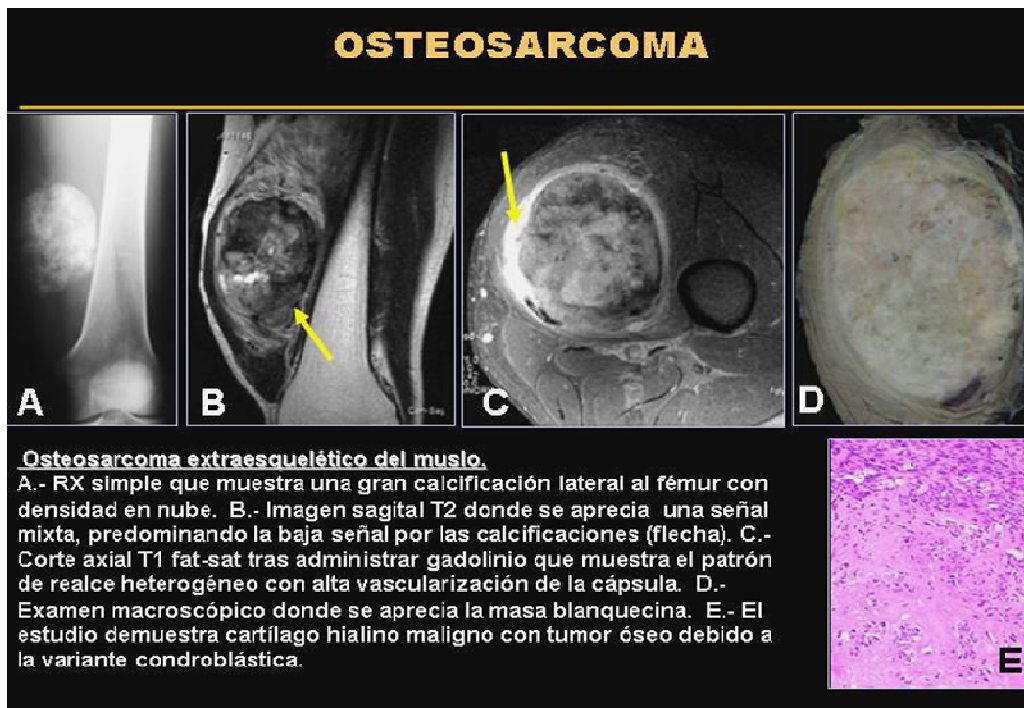 OSTEOSARCOMA
A
B
C
D
Osteosarcoma extraesquelético del muslo.
A.- RX simple que muestra una gran calcificación lateral al fémur con
densidad en nube. B.- Imagen sagital T2 donde se aprecia una señal
mixta, predominando la baja señal por las calcificaciones (flecha). C.-
Corte axial T1 fat-sat tras administrar gadolinio que muestra el patrón
de realce heterogéneo con alta vascularización de la cápsula. D.-
Examen macroscópico donde se aprecia la masa blanquecina. E.- El
estudio demuestra cartílago hialino maligno con tumor óseo debido a
la variante condroblástica.
E